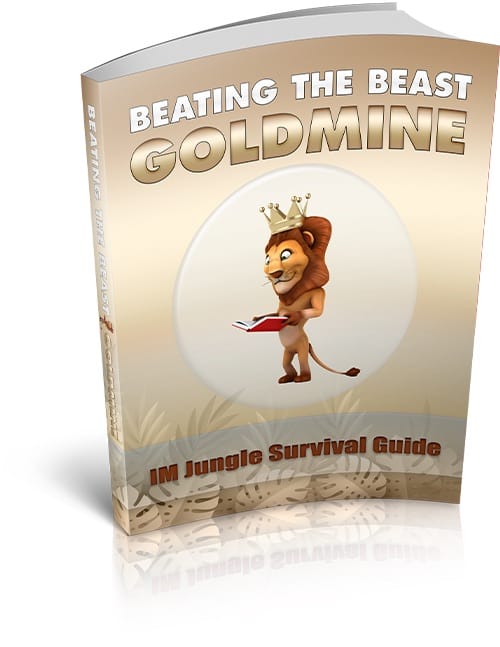 BEATING THE BEAST
GOLDMINE
IM Jungle Survival Guide
BEATING THE BEAST
GOLDMINE